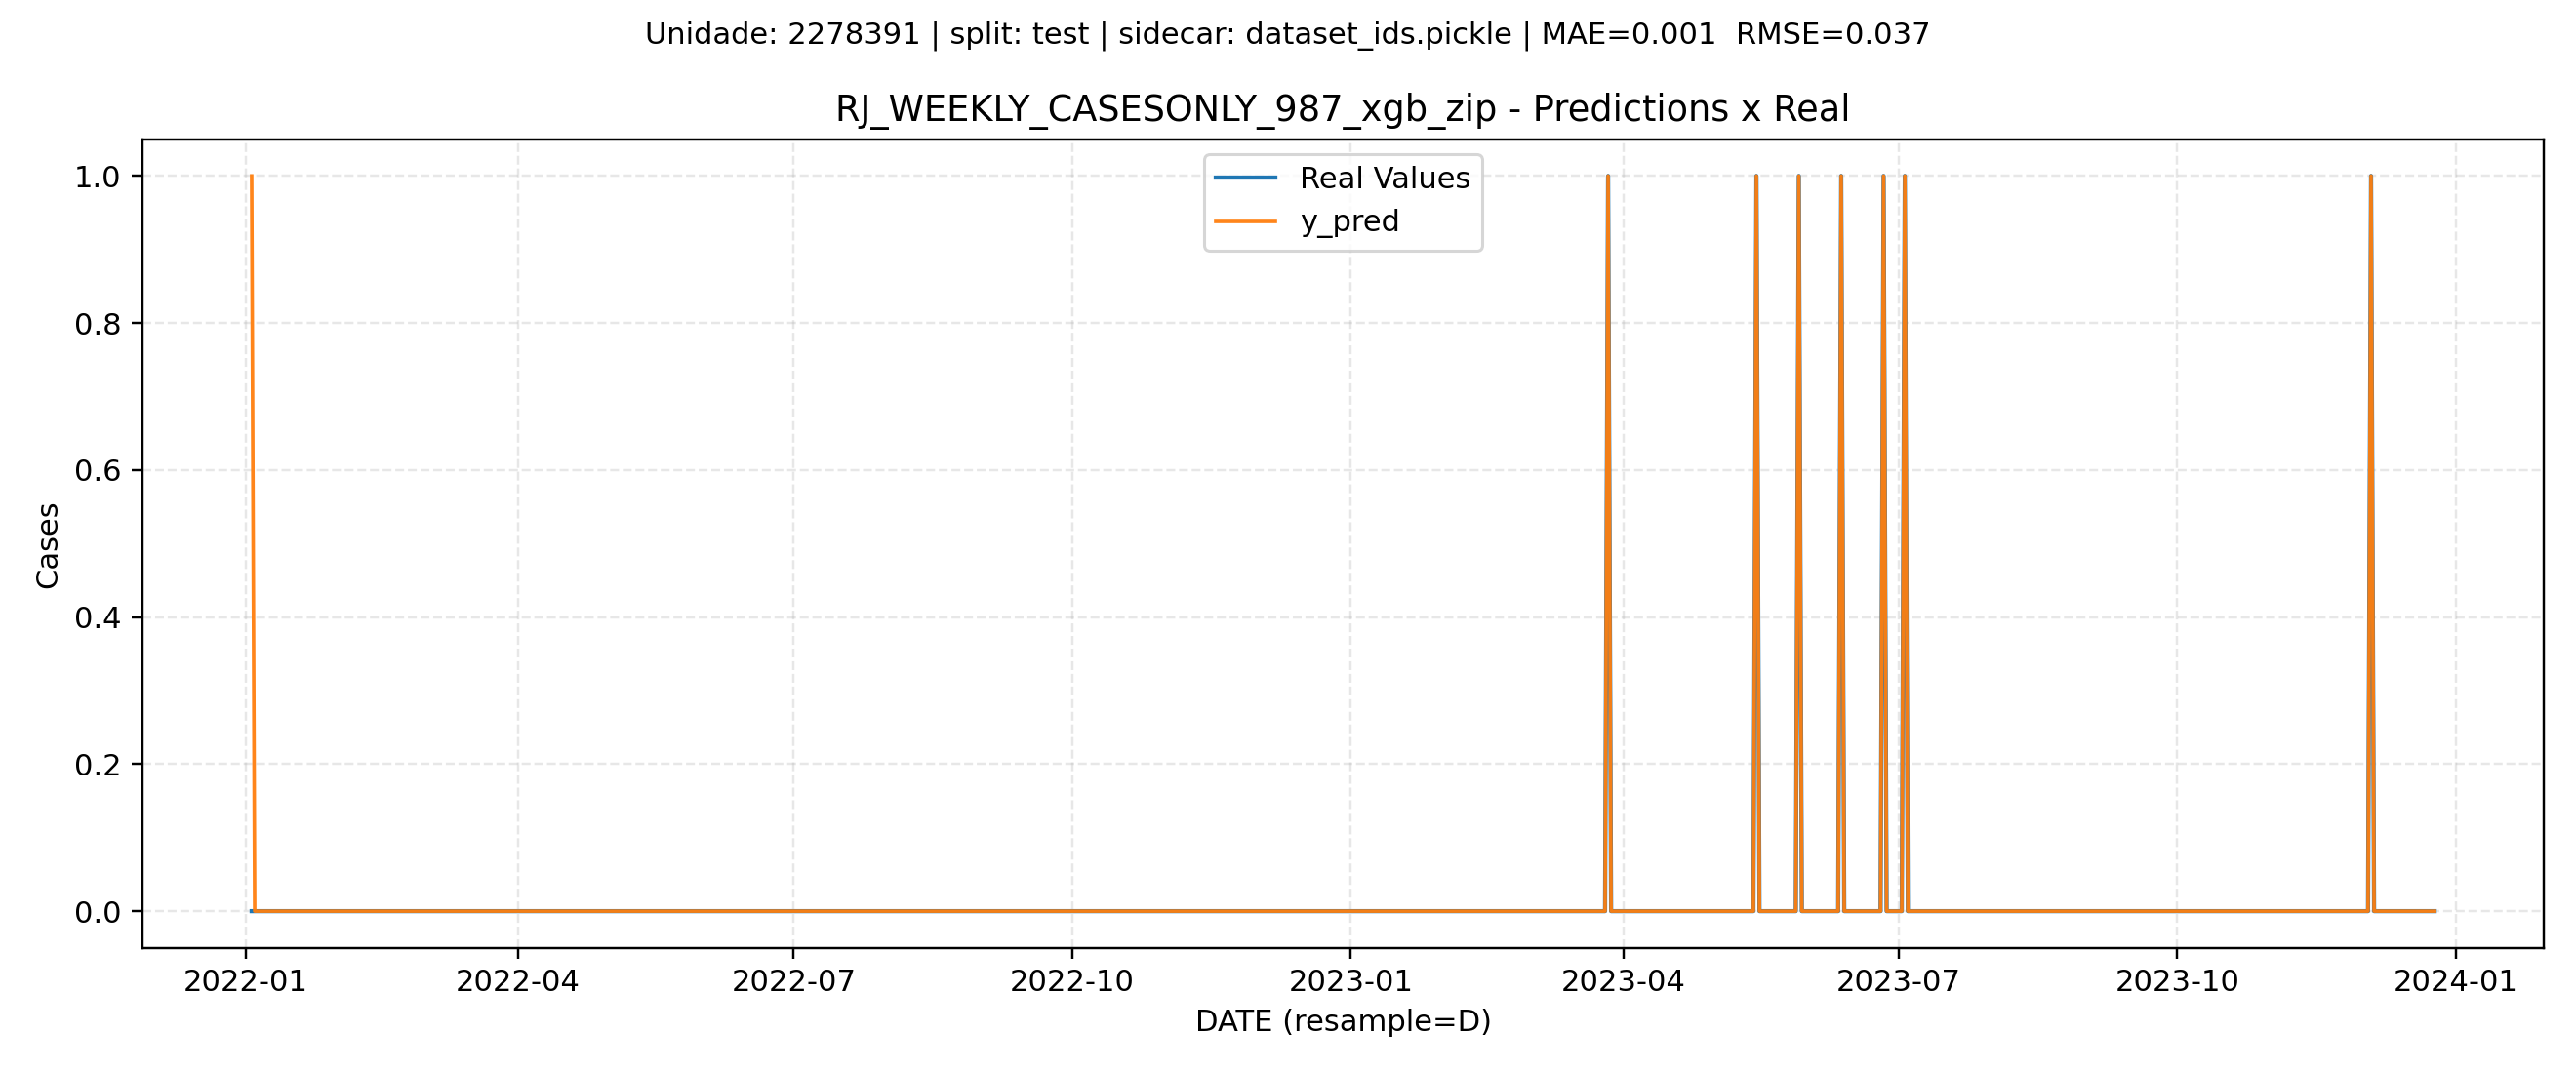 Unidade: 2278391 | split: test | sidecar: dataset_ids.pickle | MAE=0.001  RMSE=0.037
RJ_WEEKLY_CASESONLY_987_xgb_zip - Predictions x Real
Real Values
y_pred
1.0
0.8
0.6
0.4
0.2
0.0
Cases
2022-01 2022-04 2022-07 2022-10 2023-01 2023-04 2023-07 2023-10 2024-01
DATE (resample=D)